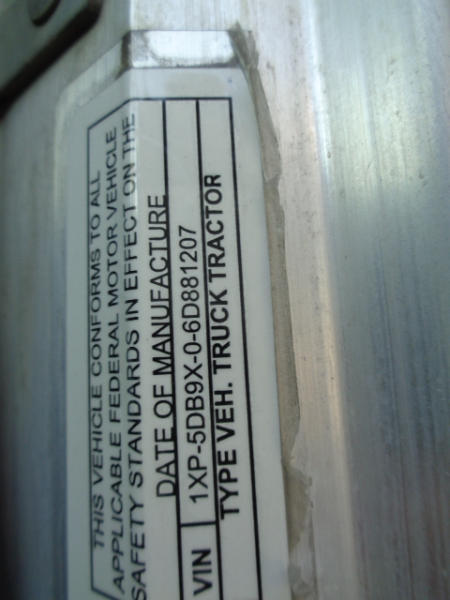 THIS VEHICLE CONFORMS TO ALL
APPLICABLE FEDERAL MOTOR VEHICLE
SAFETY STANDARDS IN EFFECT ON THE
DATE OF MANUFACTURE
VIN 1XP-5DB9X-0-6D881207
TYPE VEH. TRUCK TRACTOR